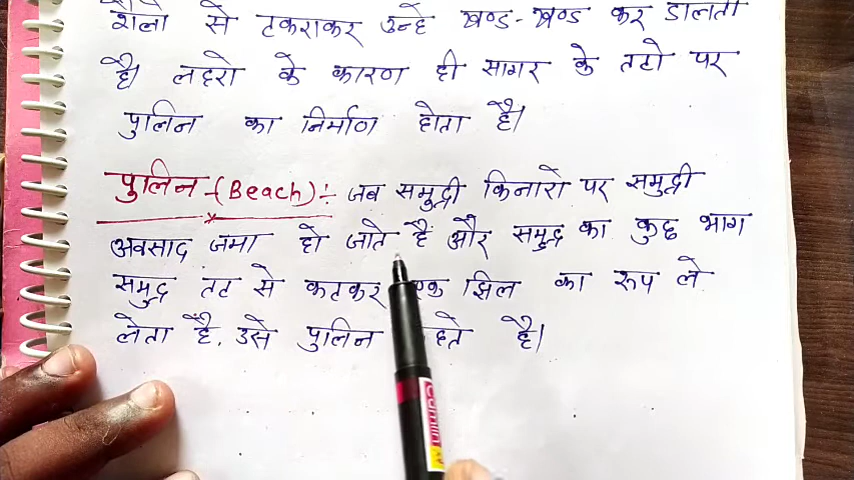 शैलो से टकराकर उन्हे खण्ड-खण्ड कर डालती
है। लहरो के कारण ही सागर के तटो पर
पुलिन का निर्माण होता है।
पुलिन-(Beach):- जब समुद्री किनारो पर समुद्री
अवसाद जमा हो जाते है और समुद्र का कुछ भाग
समुद्र तट से कटकर एक झिल का रूप ले
लेता है, उसे पुलिन है।